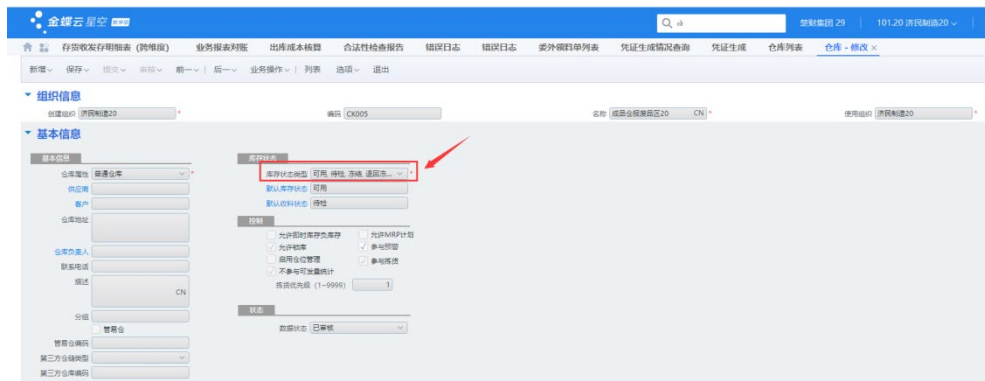 金蝶云 星空
楚财集团 29 101.20 济民制造20
存货收发存明细表 (跨维度) 业务报表对账 出库成本核算 合法性检查报告 错误日志 错误日志 委外领料单列表 凭证生成情况查询 凭证生成 仓库列表 仓库 - 修改 ×
新增 保存 提交 审核 前一 后一 业务操作 列表 选项 退出
组织信息
创建组织 济民制造20 * 编码 CK005 名称 成品仓报废品区20 CN * 使用组织 济民制造20 *
基本信息
基本信息 库存状态
仓库属性 普通仓库 * 库存状态类型 可用, 待检, 冻结, 退回冻... *
供应商 默认库存状态 可用
客户 默认收料状态 待检
仓库地址 控制
允许即时库存负库存 允许MRP计划
允许锁库 参与预警
仓库负责人 启用仓位管理 参与拣货
联系电话 不参与可发量统计
描述 CN 拣货优先级 (1~9999) 1
分组 状态
管易仓 数据状态 已审核
管易仓编码
第三方仓储类型
第三方仓库编码